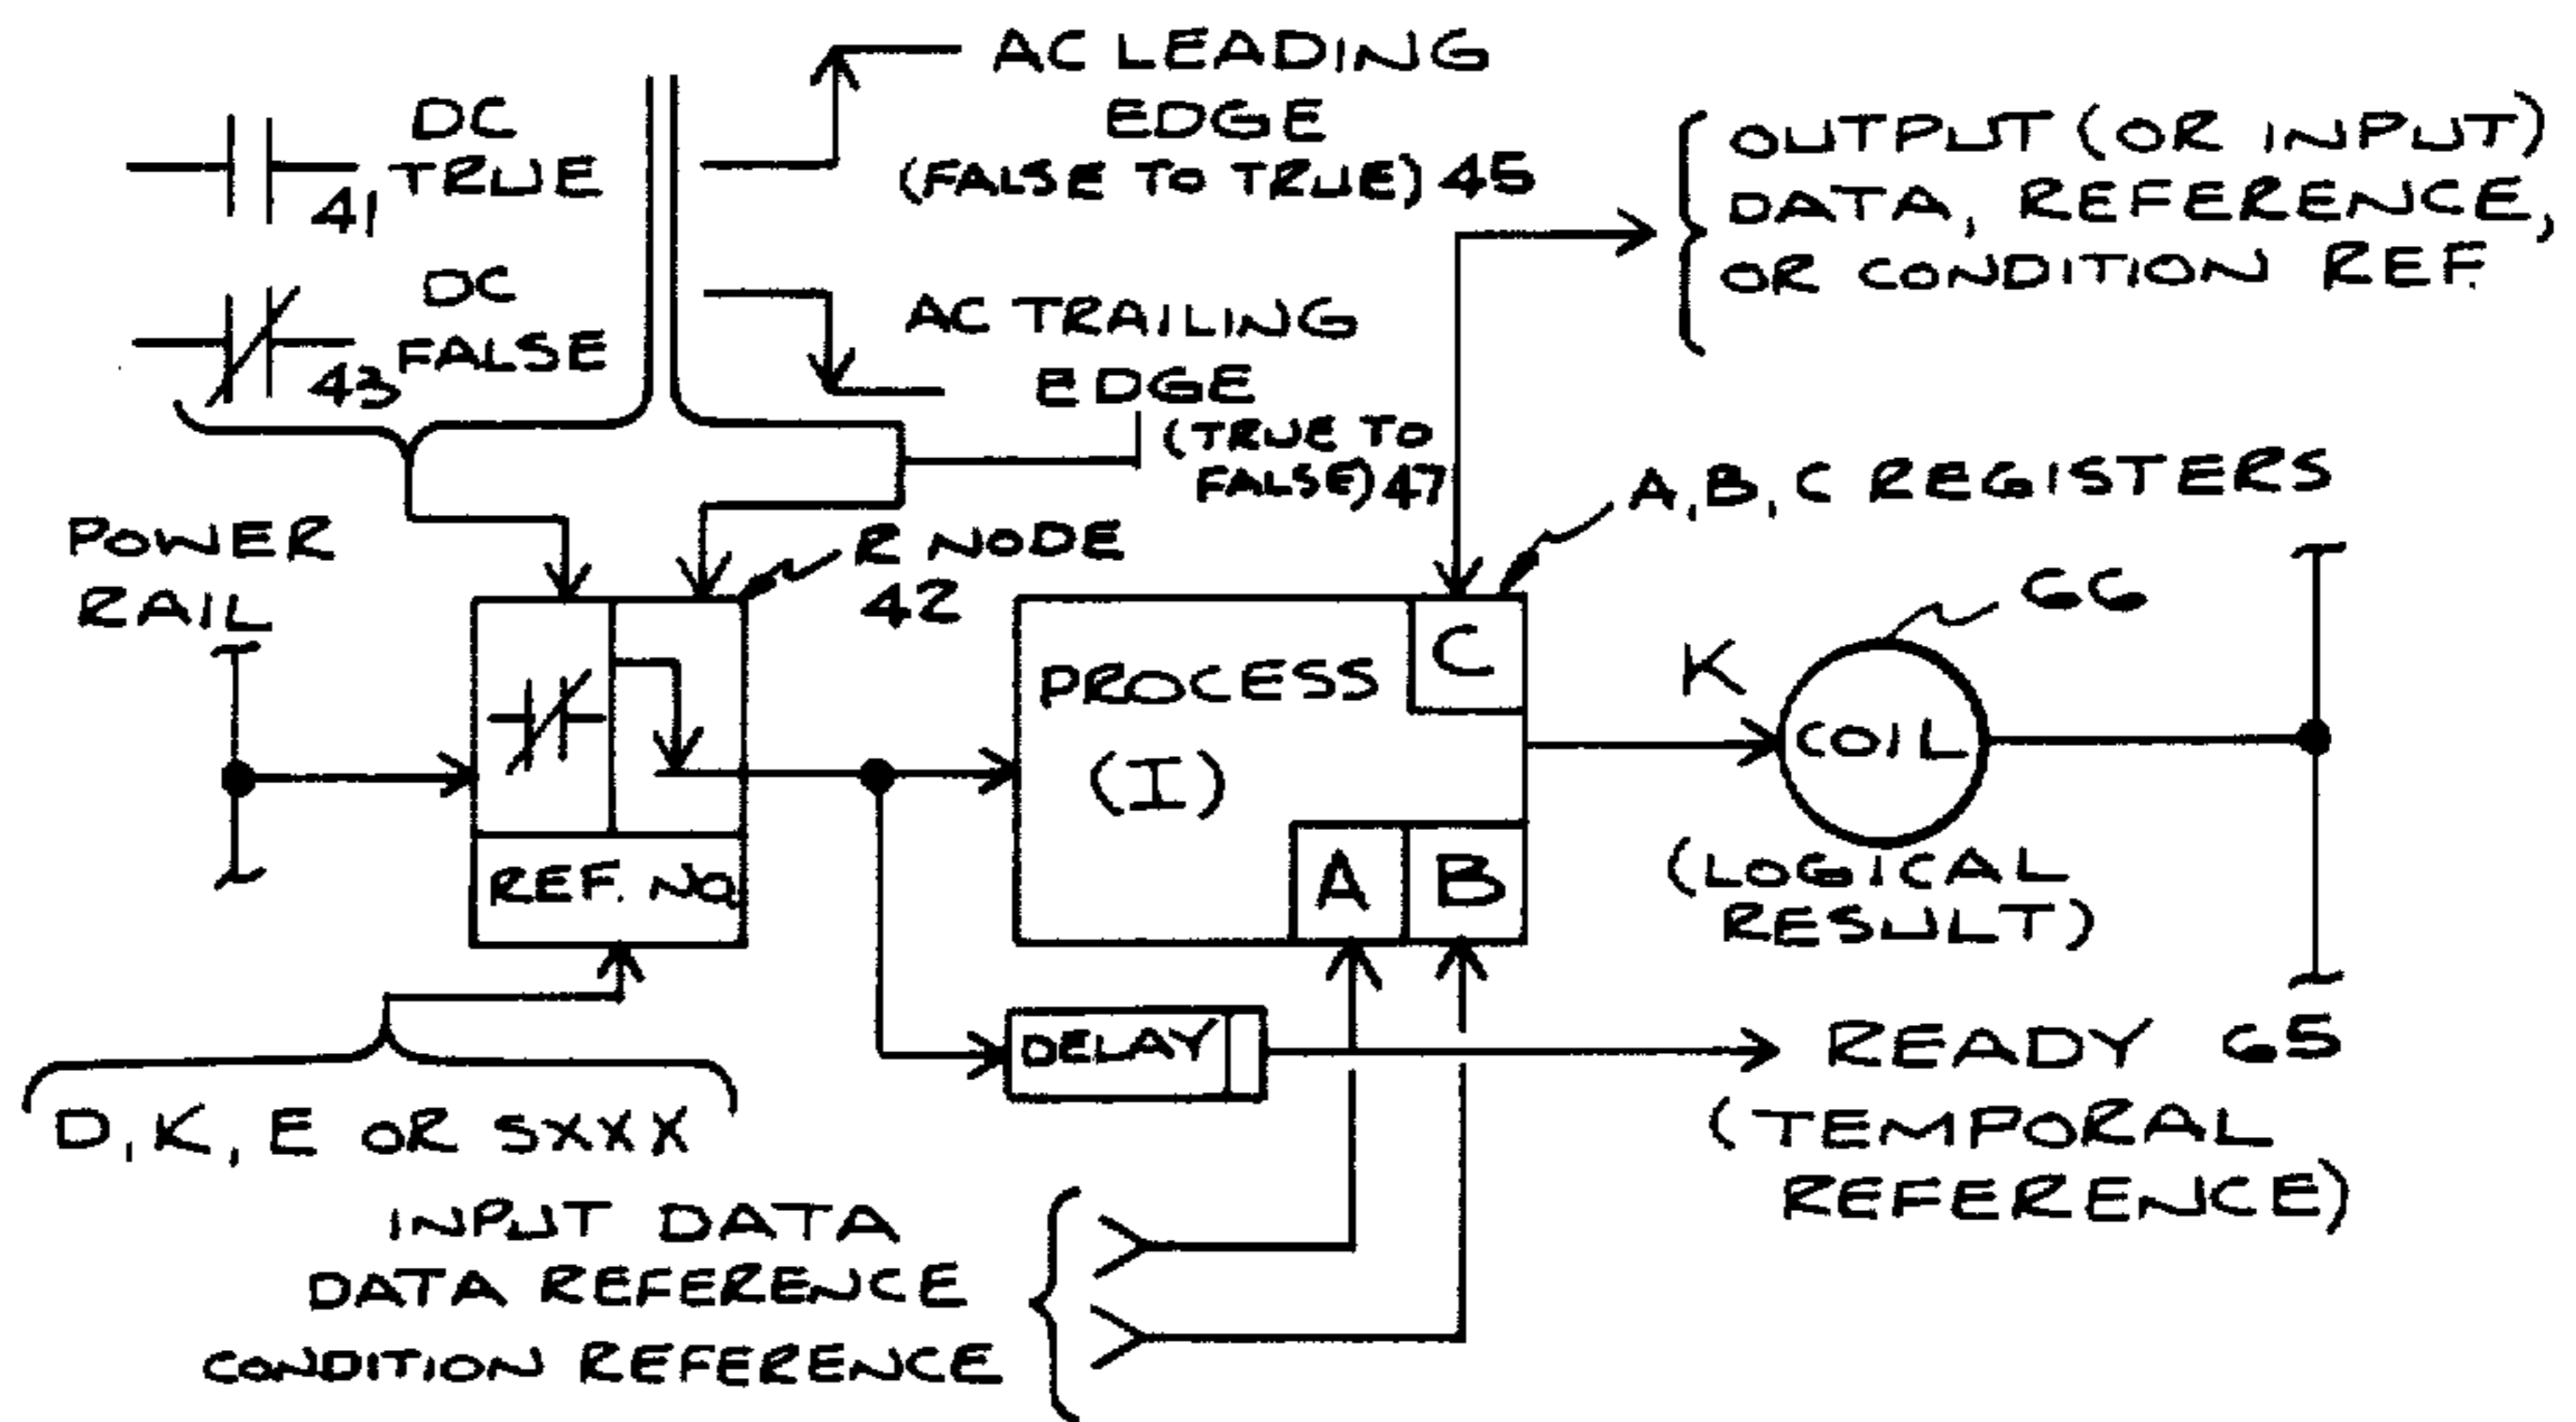 AC LEADING
EDGE
(FALSE TO TRUE) 45
DC
TRUE
41
DC
FALSE
43
AC TRAILING
EDGE
(TRUE TO
FALSE) 47
OUTPUT (OR INPUT)
DATA, REFERENCE,
OR CONDITION REF.
A, B, C REGISTERS
POWER
RAIL
R NODE
42
REF. NO.
PROCESS
(I)
C
A
B
K
66
COIL
(LOGICAL
RESULT)
DELAY
READY 65
(TEMPORAL
REFERENCE)
D, K, E OR SXXX
INPUT DATA
DATA REFERENCE
CONDITION REFERENCE